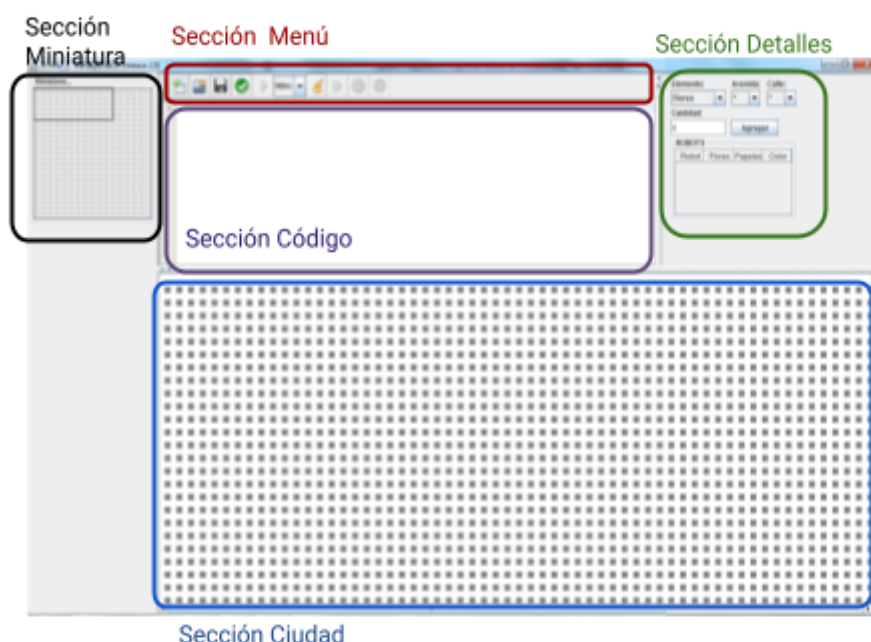 Sección
Miniatura
Sección Menú
Sección Detalles
Elemento: Avenida: Calle:
Flores * *
Cantidad:
Agregar
ROBOTS
Robot Flores Papeles Color
Sección Código
Sección Ciudad